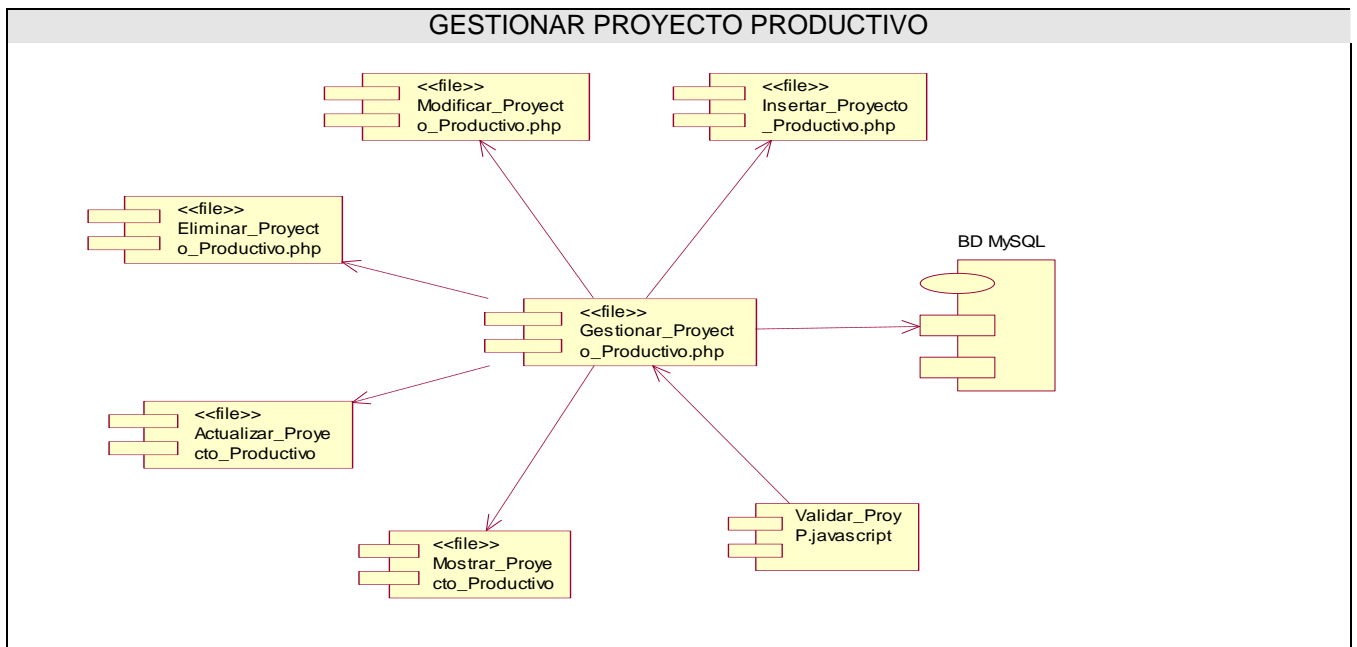 GESTIONAR PROYECTO PRODUCTIVO
<<file>>
Modificar_Proyect
o_Productivo.php
<<file>>
Insertar_Proyecto
_Productivo.php
<<file>>
Eliminar_Proyect
o_Productivo.php
BD MySQL
<<file>>
Gestionar_Proyect
o_Productivo.php
<<file>>
Actualizar_Proye
cto_Productivo
Validar_Proy
P.javascript
<<file>>
Mostrar_Proye
cto_Productivo